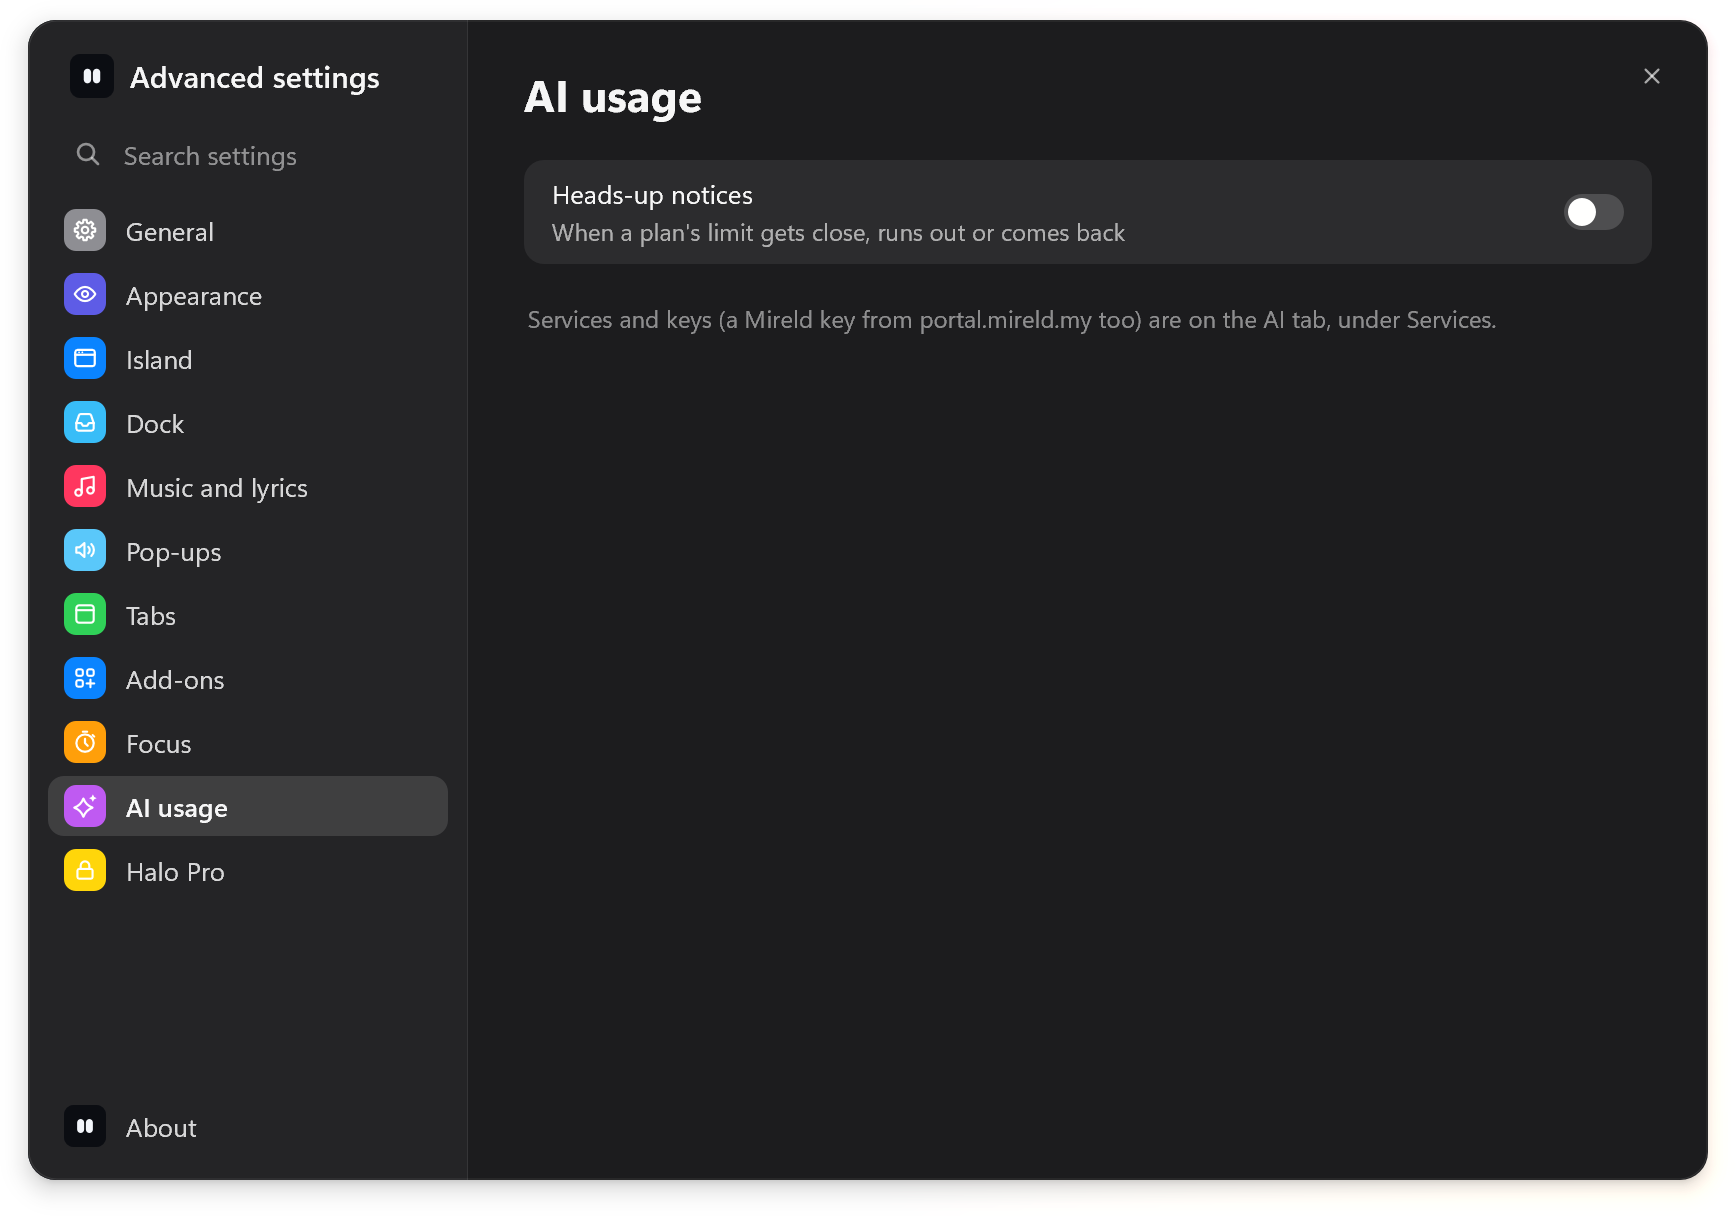 Advanced settings
Search settings
General
Appearance
Island
Dock
Music and lyrics
Pop-ups
Tabs
Add-ons
Focus
AI usage
Halo Pro
About
AI usage
Heads-up notices
When a plan's limit gets close, runs out or comes back
Services and keys (a Mireld key from portal.mireld.my too) are on the AI tab, under Services.